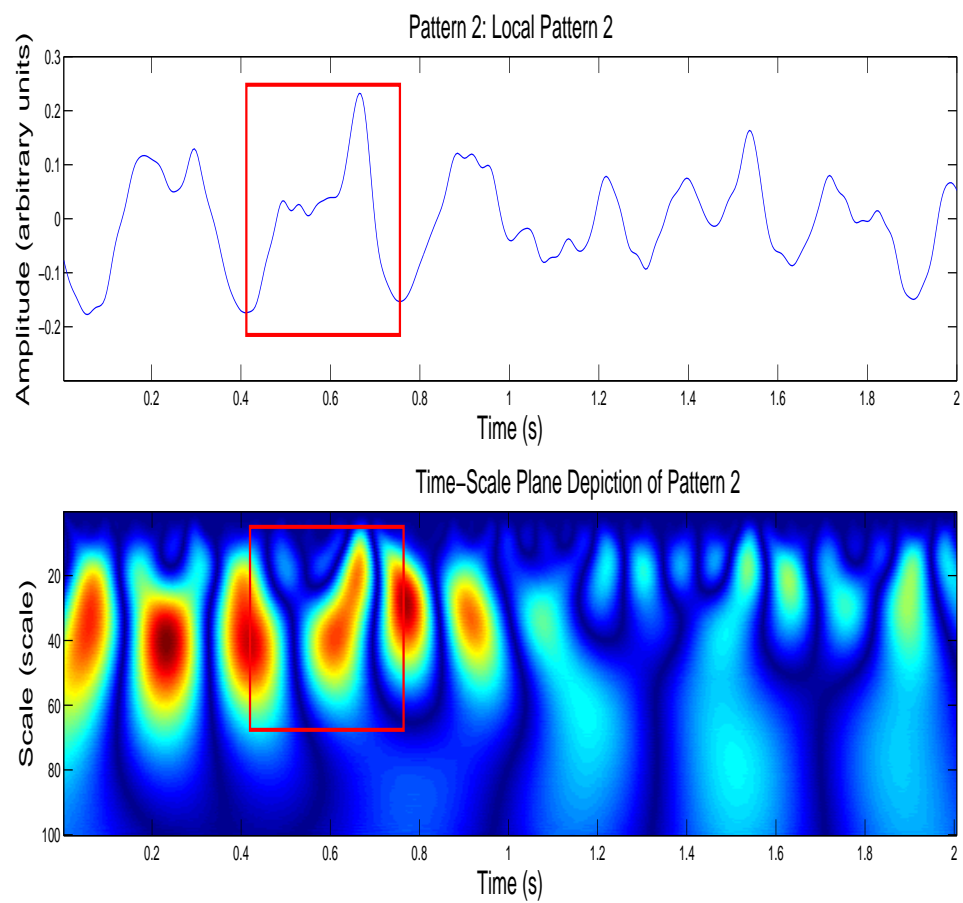 Pattern 2: Local Pattern 2
Amplitude (arbitrary units)
0.3
0.2
0.1
0
−0.1
−0.2
0.2 0.4 0.6 0.8 1 1.2 1.4 1.6 1.8 2
Time (s)
Time−Scale Plane Depiction of Pattern 2
Scale (scale)
20
40
60
80
100
0.2 0.4 0.6 0.8 1 1.2 1.4 1.6 1.8 2
Time (s)